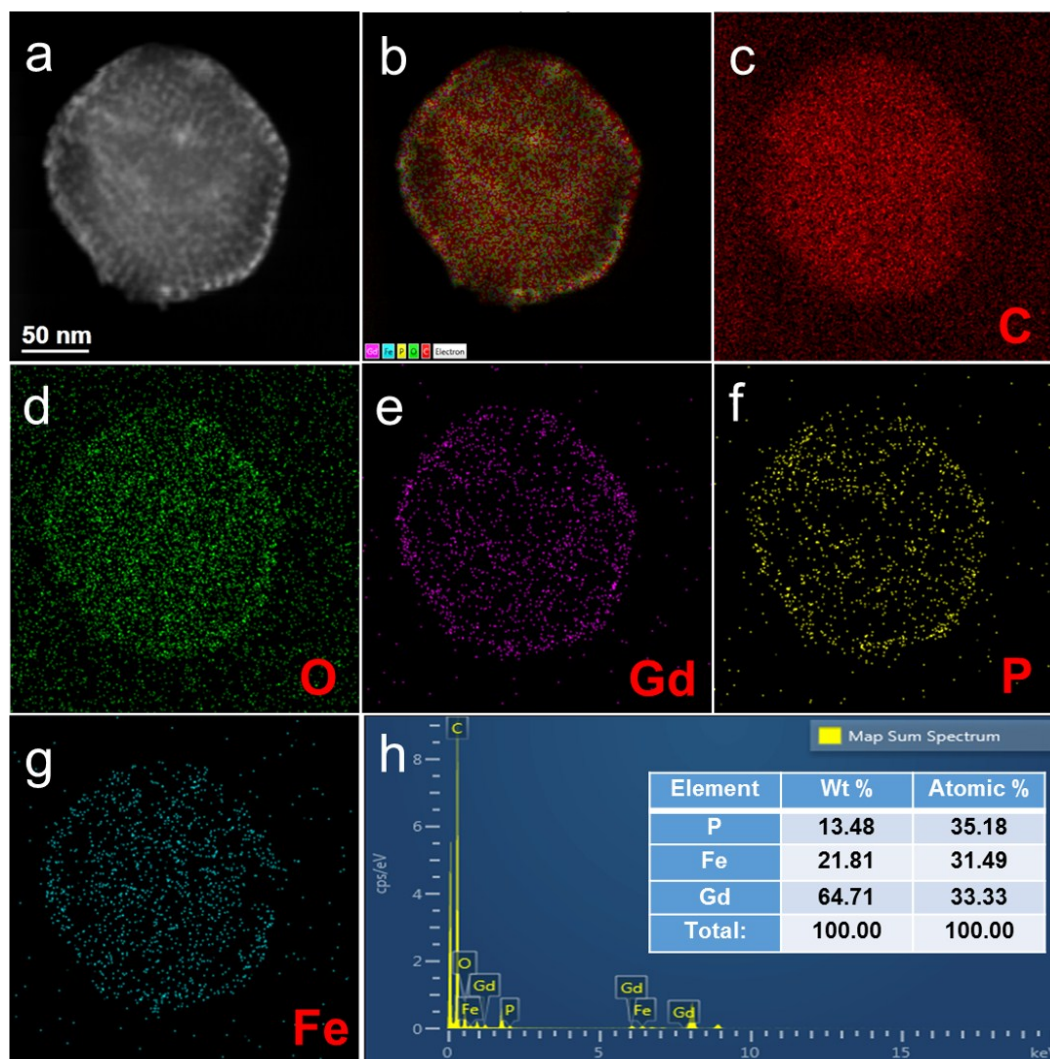 a
b
c
50 nm
Gd Fe P O C Electron
C
d
e
f
O
Gd
P
g
h
Fe
Map Sum Spectrum
Element Wt % Atomic %
P 13.48 35.18
Fe 21.81 31.49
Gd 64.71 33.33
Total: 100.00 100.00
cps/eV
8
6
4
2
0
C
O
Gd
Fe
P
Gd
Fe
Gd
0 5 10 15